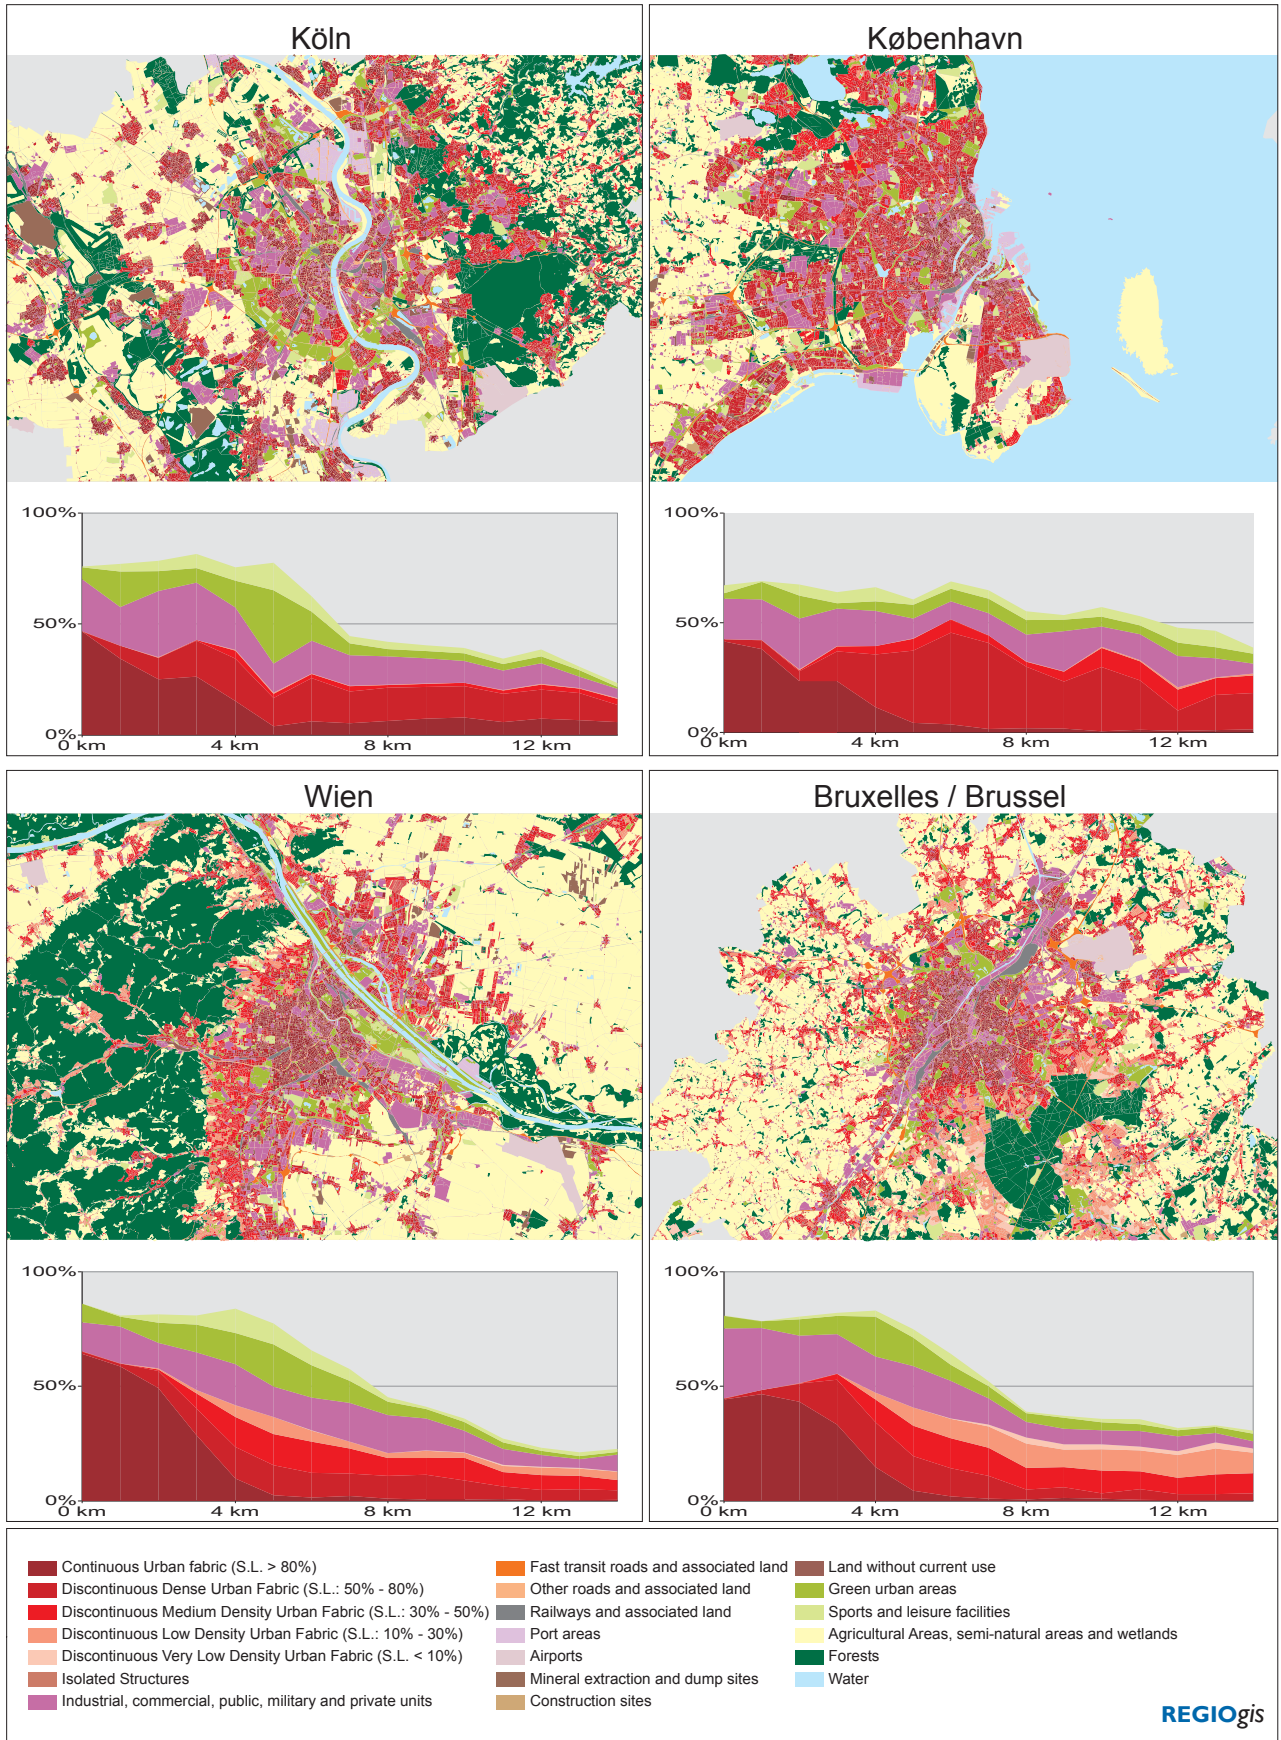 Köln
København
100%
50%
0%
0 km
4 km
8 km
12 km
100%
50%
0%
0 km
4 km
8 km
12 km
Wien
Bruxelles / Brussel
100%
50%
0%
0 km
4 km
8 km
12 km
100%
50%
0%
0 km
4 km
8 km
12 km
Continuous Urban fabric (S.L. > 80%)
Discontinuous Dense Urban Fabric (S.L.: 50% - 80%)
Discontinuous Medium Density Urban Fabric (S.L.: 30% - 50%)
Discontinuous Low Density Urban Fabric (S.L.: 10% - 30%)
Discontinuous Very Low Density Urban Fabric (S.L. < 10%)
Isolated Structures
Industrial, commercial, public, military and private units
Fast transit roads and associated land
Other roads and associated land
Railways and associated land
Port areas
Airports
Mineral extraction and dump sites
Construction sites
Land without current use
Green urban areas
Sports and leisure facilities
Agricultural Areas, semi-natural areas and wetlands
Forests
Water
REGIOgis